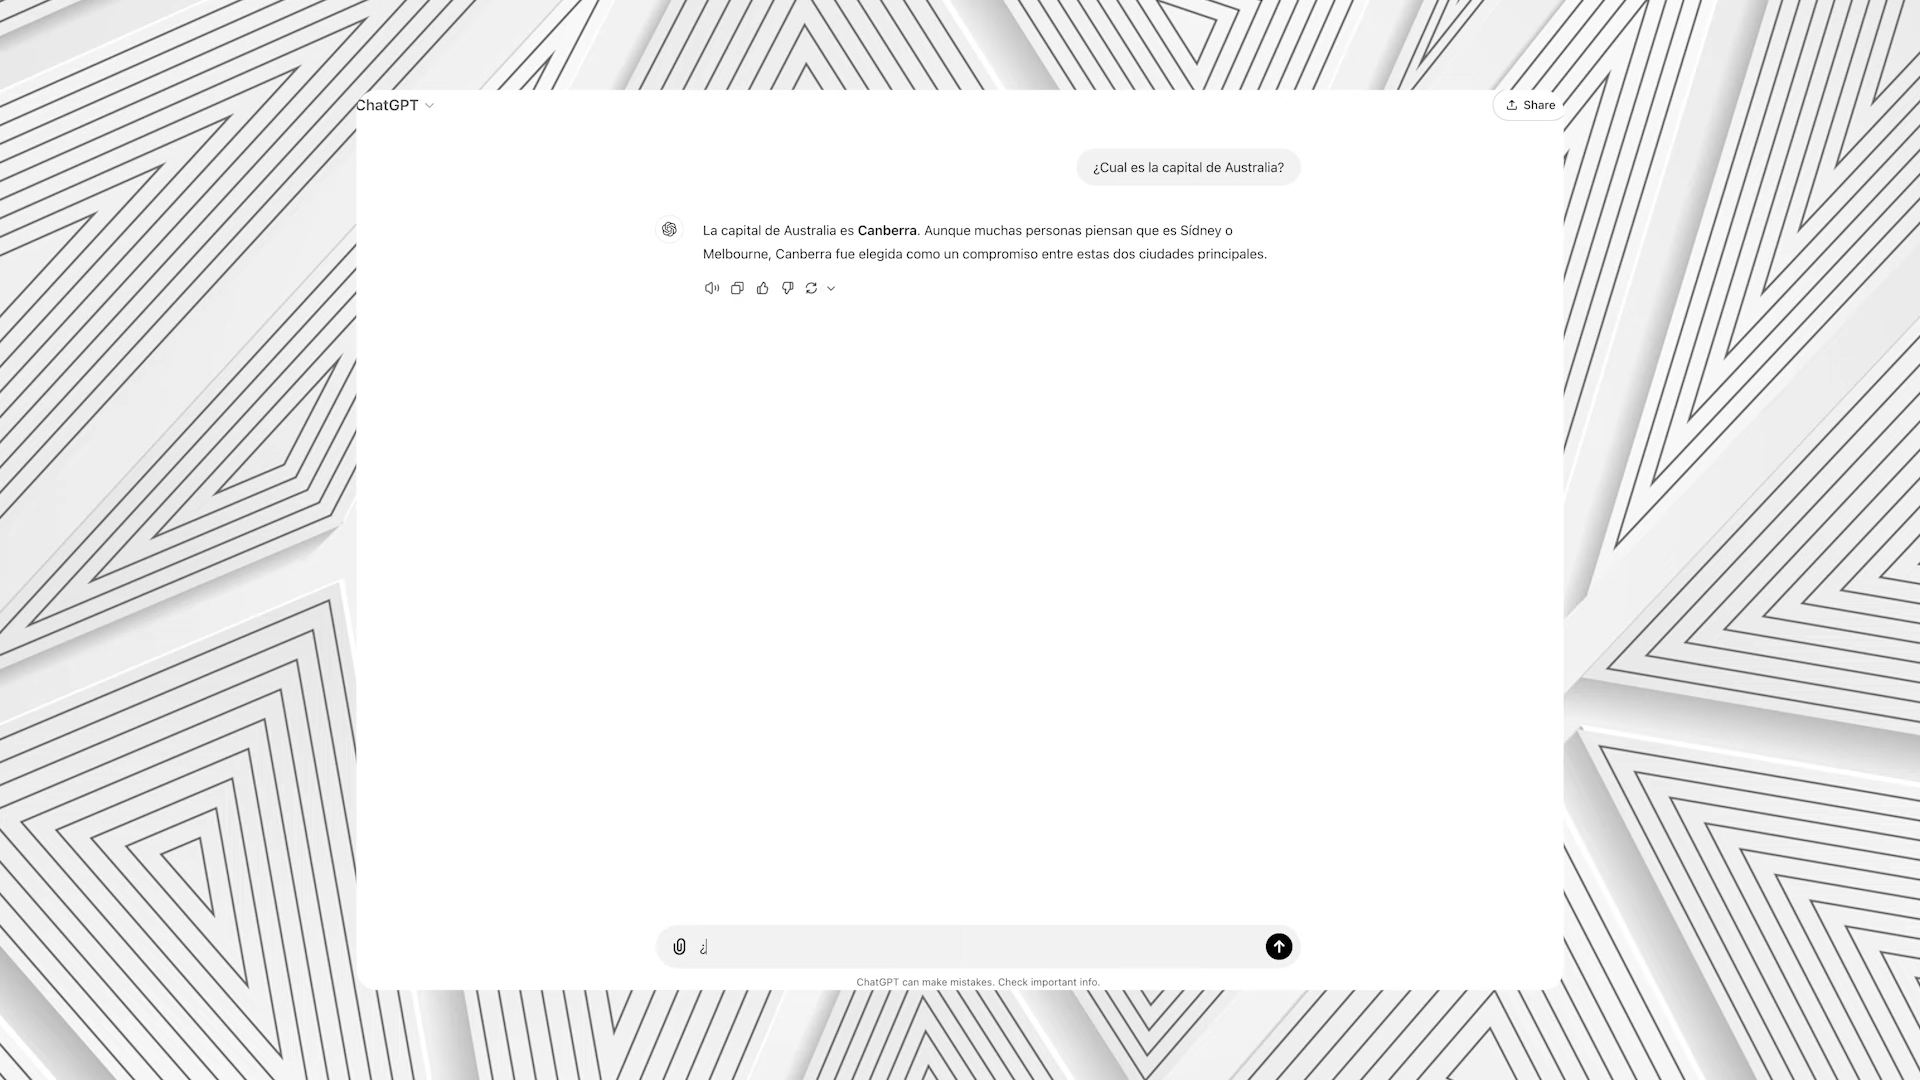 ChatGPT
Share
¿Cual es la capital de Australia?
La capital de Australia es Canberra. Aunque muchas personas piensan que es Sídney o
Melbourne, Canberra fue elegida como un compromiso entre estas dos ciudades principales.
¿
ChatGPT can make mistakes. Check important info.